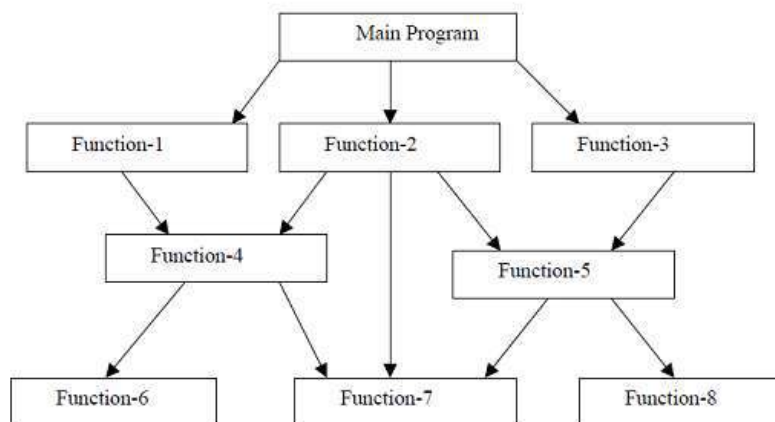 Main Program
Function-1
Function-2
Function-3
Function-4
Function-5
Function-6
Function-7
Function-8